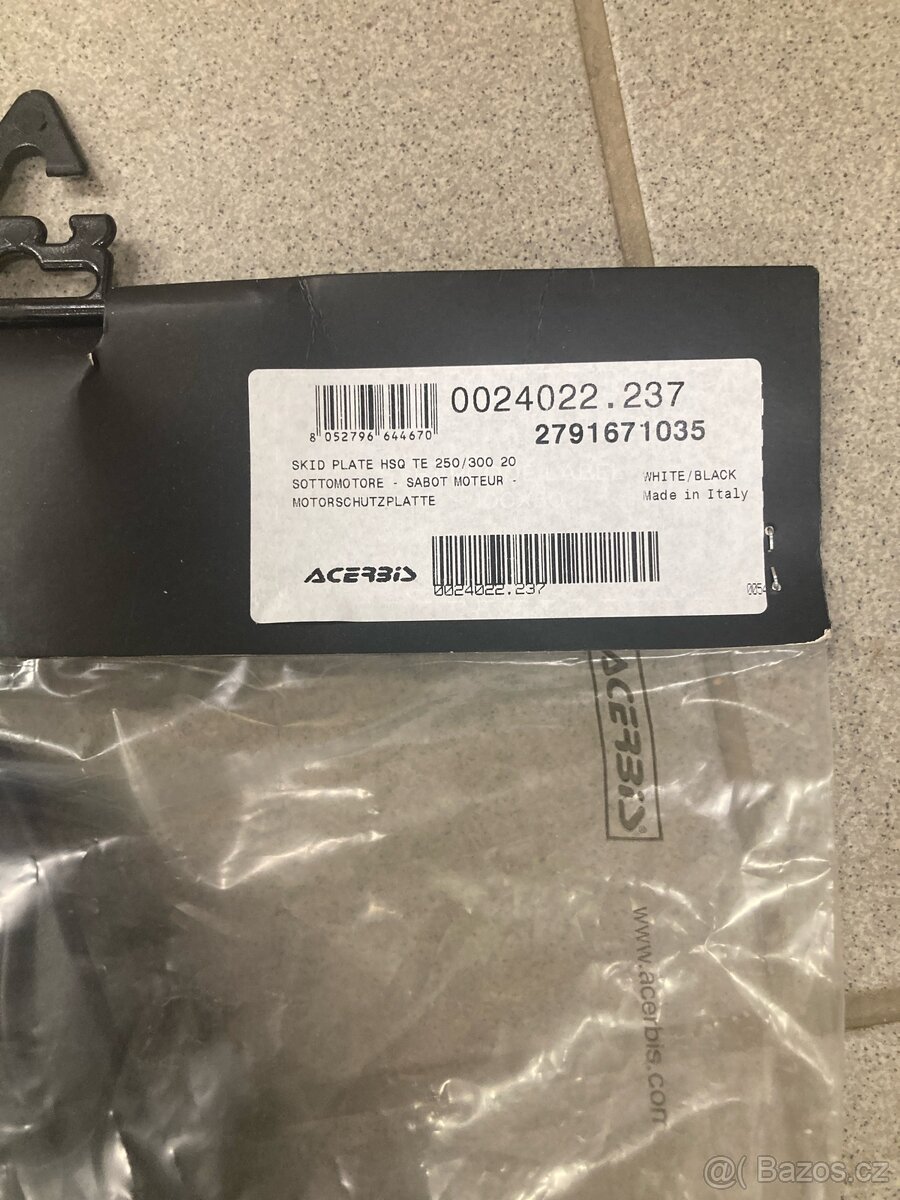 0024022.237
8 052796 644670
2791671035
SKID PLATE HSQ TE 250/300 20
SOTTOMOTORE - SABOT MOTEUR -
MOTORSCHUTZPLATTE
WHITE/BLACK
Made in Italy
ACERBIS
0024022.237
0054
ACERBIS
www.acerbis.com
@( Bazos.cz